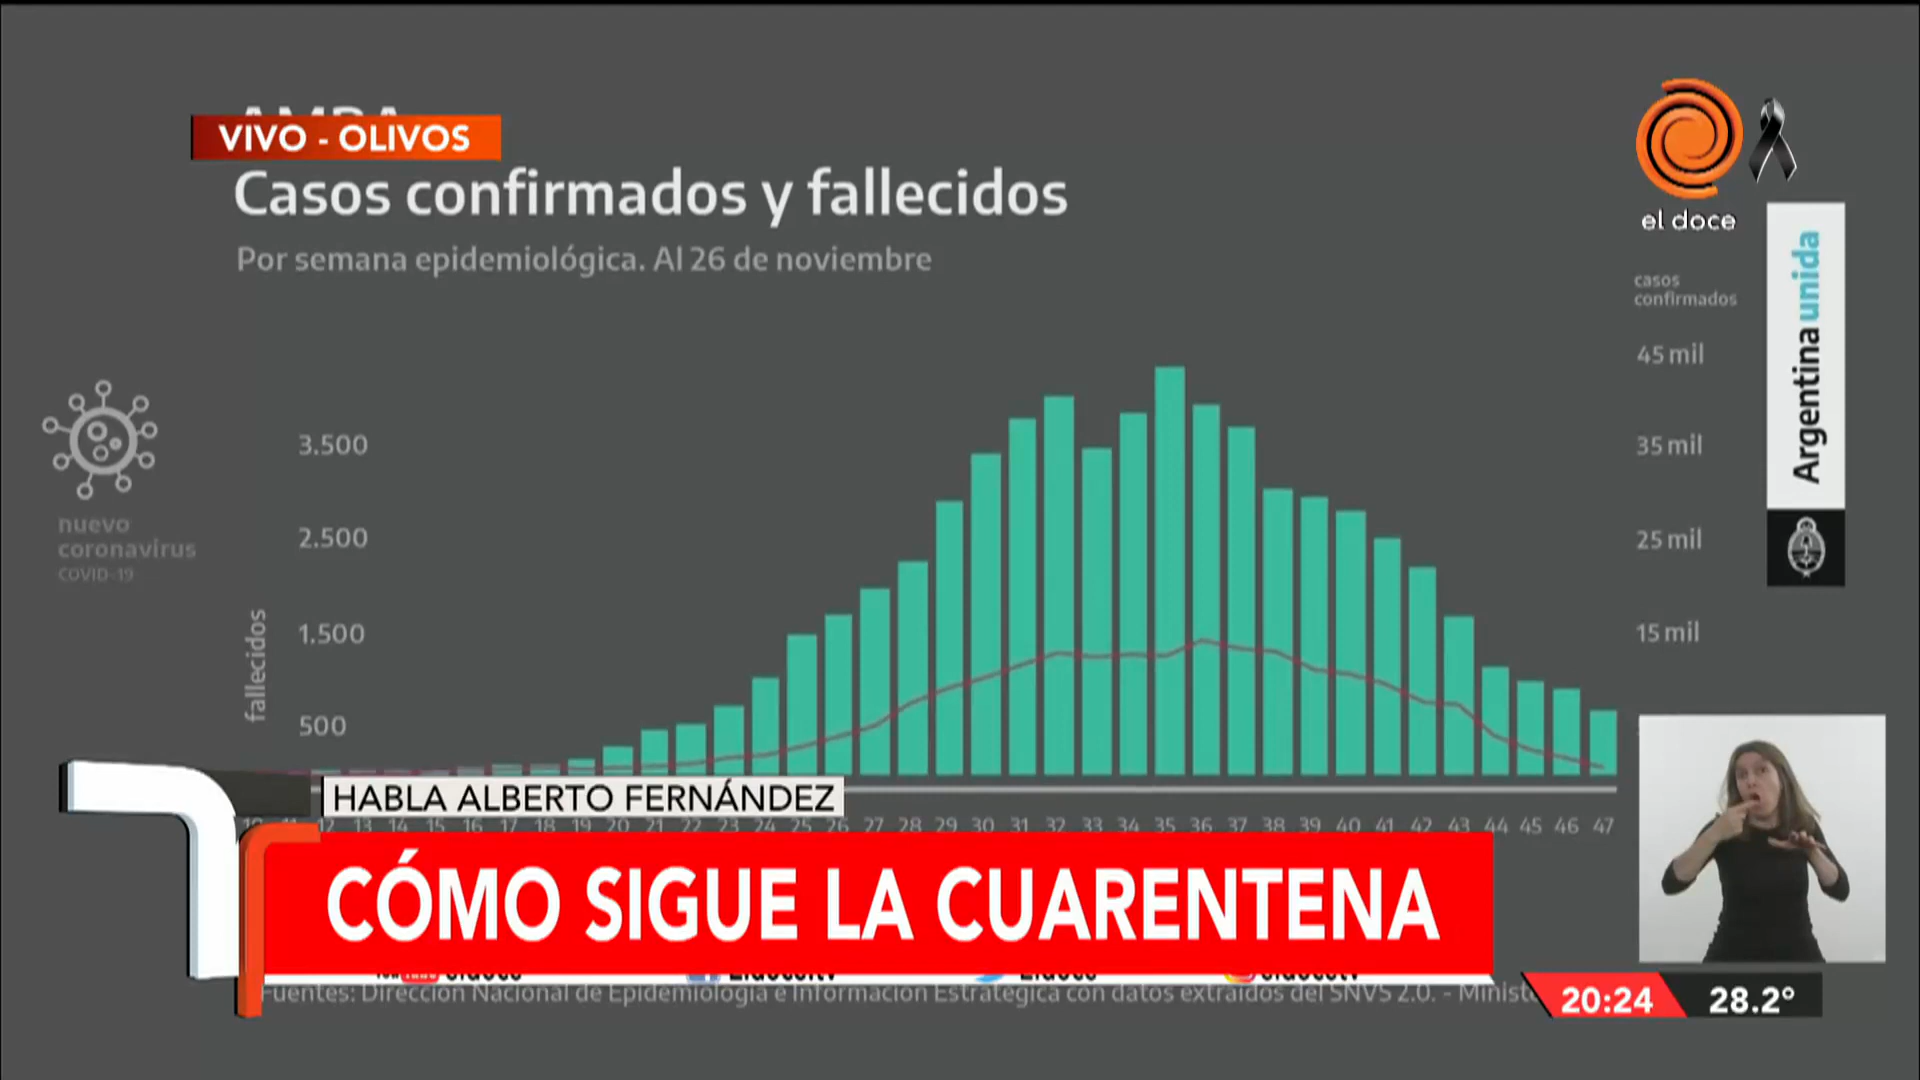 AMBA
VIVO - OLIVOS
Casos confirmados y fallecidos
Por semana epidemiológica. Al 26 de noviembre
el doce
Argentina unida
casos
confirmados
45 mil
35 mil
25 mil
15 mil
nuevo
coronavirus
COVID-19
3.500
2.500
1.500
500
fallecidos
HABLA ALBERTO FERNÁNDEZ
10 11 12 13 14 15 16 17 18 19 20 21 22 23 24 25 26 27 28 29 30 31 32 33 34 35 36 37 38 39 40 41 42 43 44 45 46 47
CÓMO SIGUE LA CUARENTENA
Fuentes: Dirección Nacional de Epidemiología e Información Estratégica con datos extraídos del SNVS 2.0. -
20:24
28.2°